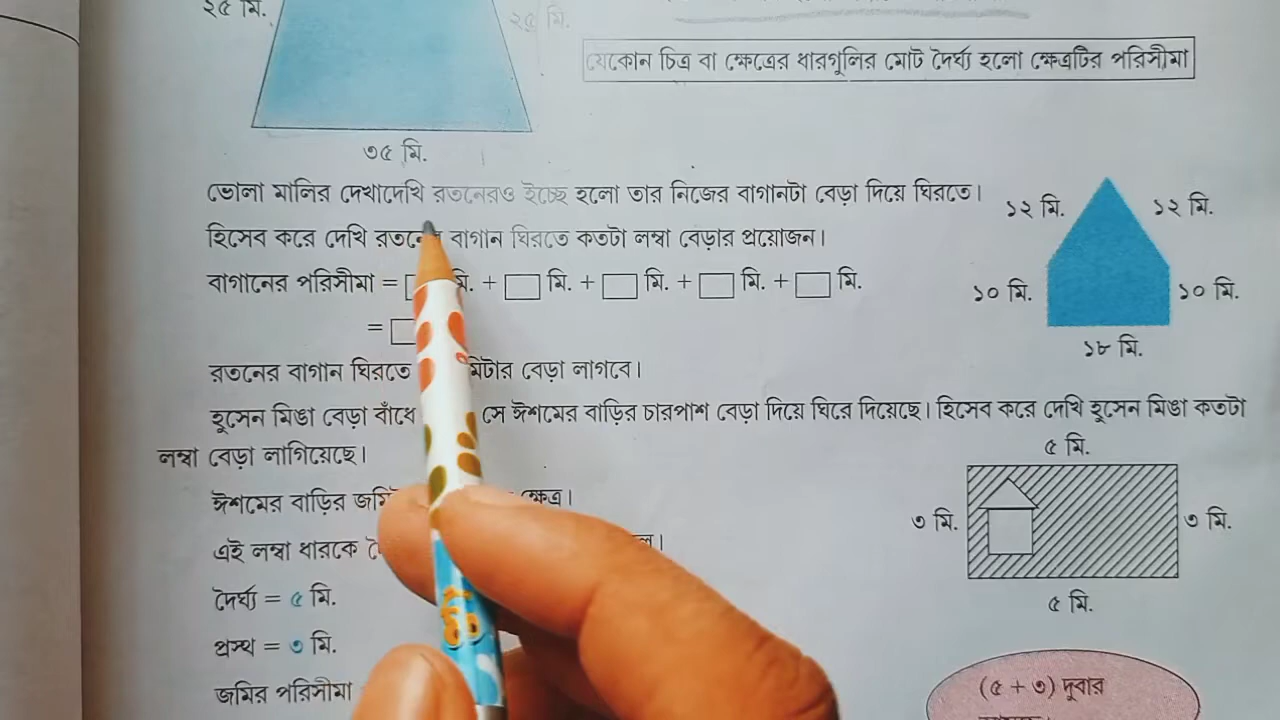 ২৫ মি.
২৫ মি.
যেকোন চিত্র বা ক্ষেত্রের ধারগুলির মোট দৈর্ঘ্য হলো ক্ষেত্রটির পরিসীমা
৩৫ মি.
ভোলা মালির দেখাদেখি রতনেরও ইচ্ছে হলো তার নিজের বাগানটা বেড়া দিয়ে ঘিরতে।
হিসেব করে দেখি রতনের বাগান ঘিরতে কতটা লম্বা বেড়ার প্রয়োজন।
বাগানের পরিসীমা = মি. + মি. + মি. + মি. + মি.
=
১২ মি.
১২ মি.
১০ মি.
১০ মি.
১৮ মি.
রতনের বাগান ঘিরতে মিটার বেড়া লাগবে।
হুসেন মিঙা বেড়া বাঁধে সে ঈশমের বাড়ির চারপাশ বেড়া দিয়ে ঘিরে দিয়েছে। হিসেব করে দেখি হুসেন মিঙা কতটা
লম্বা বেড়া লাগিয়েছে।
৫ মি.
৩ মি.
৩ মি.
৫ মি.
ঈশমের বাড়ির ক্ষেত্র।
এই লম্বা ধারকে
দৈর্ঘ্য = ৫ মি.
প্রস্থ = ৩ মি.
জমির পরিসীমা
(৫ + ৩) দুবার